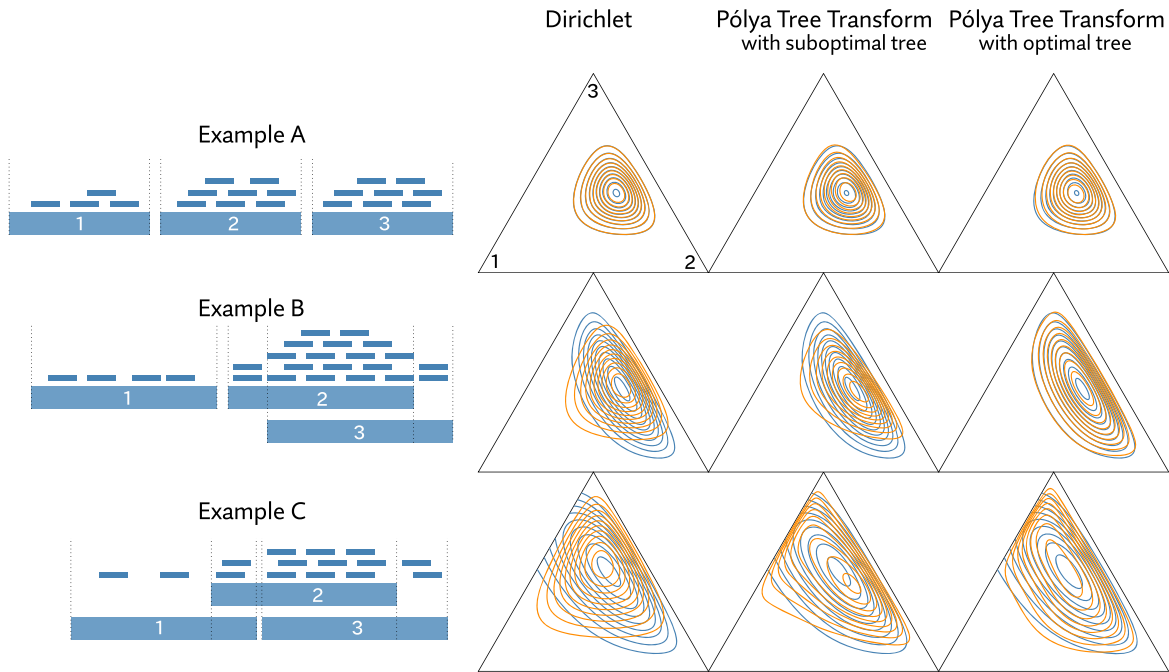 Dirichlet
Pólya Tree Transform
with suboptimal tree
Pólya Tree Transform
with optimal tree
3
1
2
Example A
1
2
3
Example B
1
2
3
Example C
2
1
3